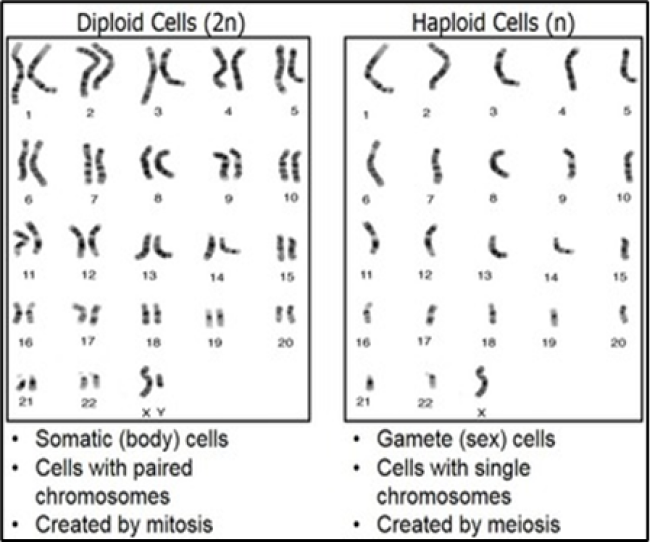 Diploid Cells (2n)
1 2 3 4 5
6 7 8 9 10
11 12 13 14 15
16 17 18 19 20
21 22 X Y
• Somatic (body) cells
• Cells with paired
chromosomes
• Created by mitosis
Haploid Cells (n)
1 2 3 4 5
6 7 8 9 10
11 12 13 14 15
16 17 18 19 20
21 22 X
• Gamete (sex) cells
• Cells with single
chromosomes
• Created by meiosis